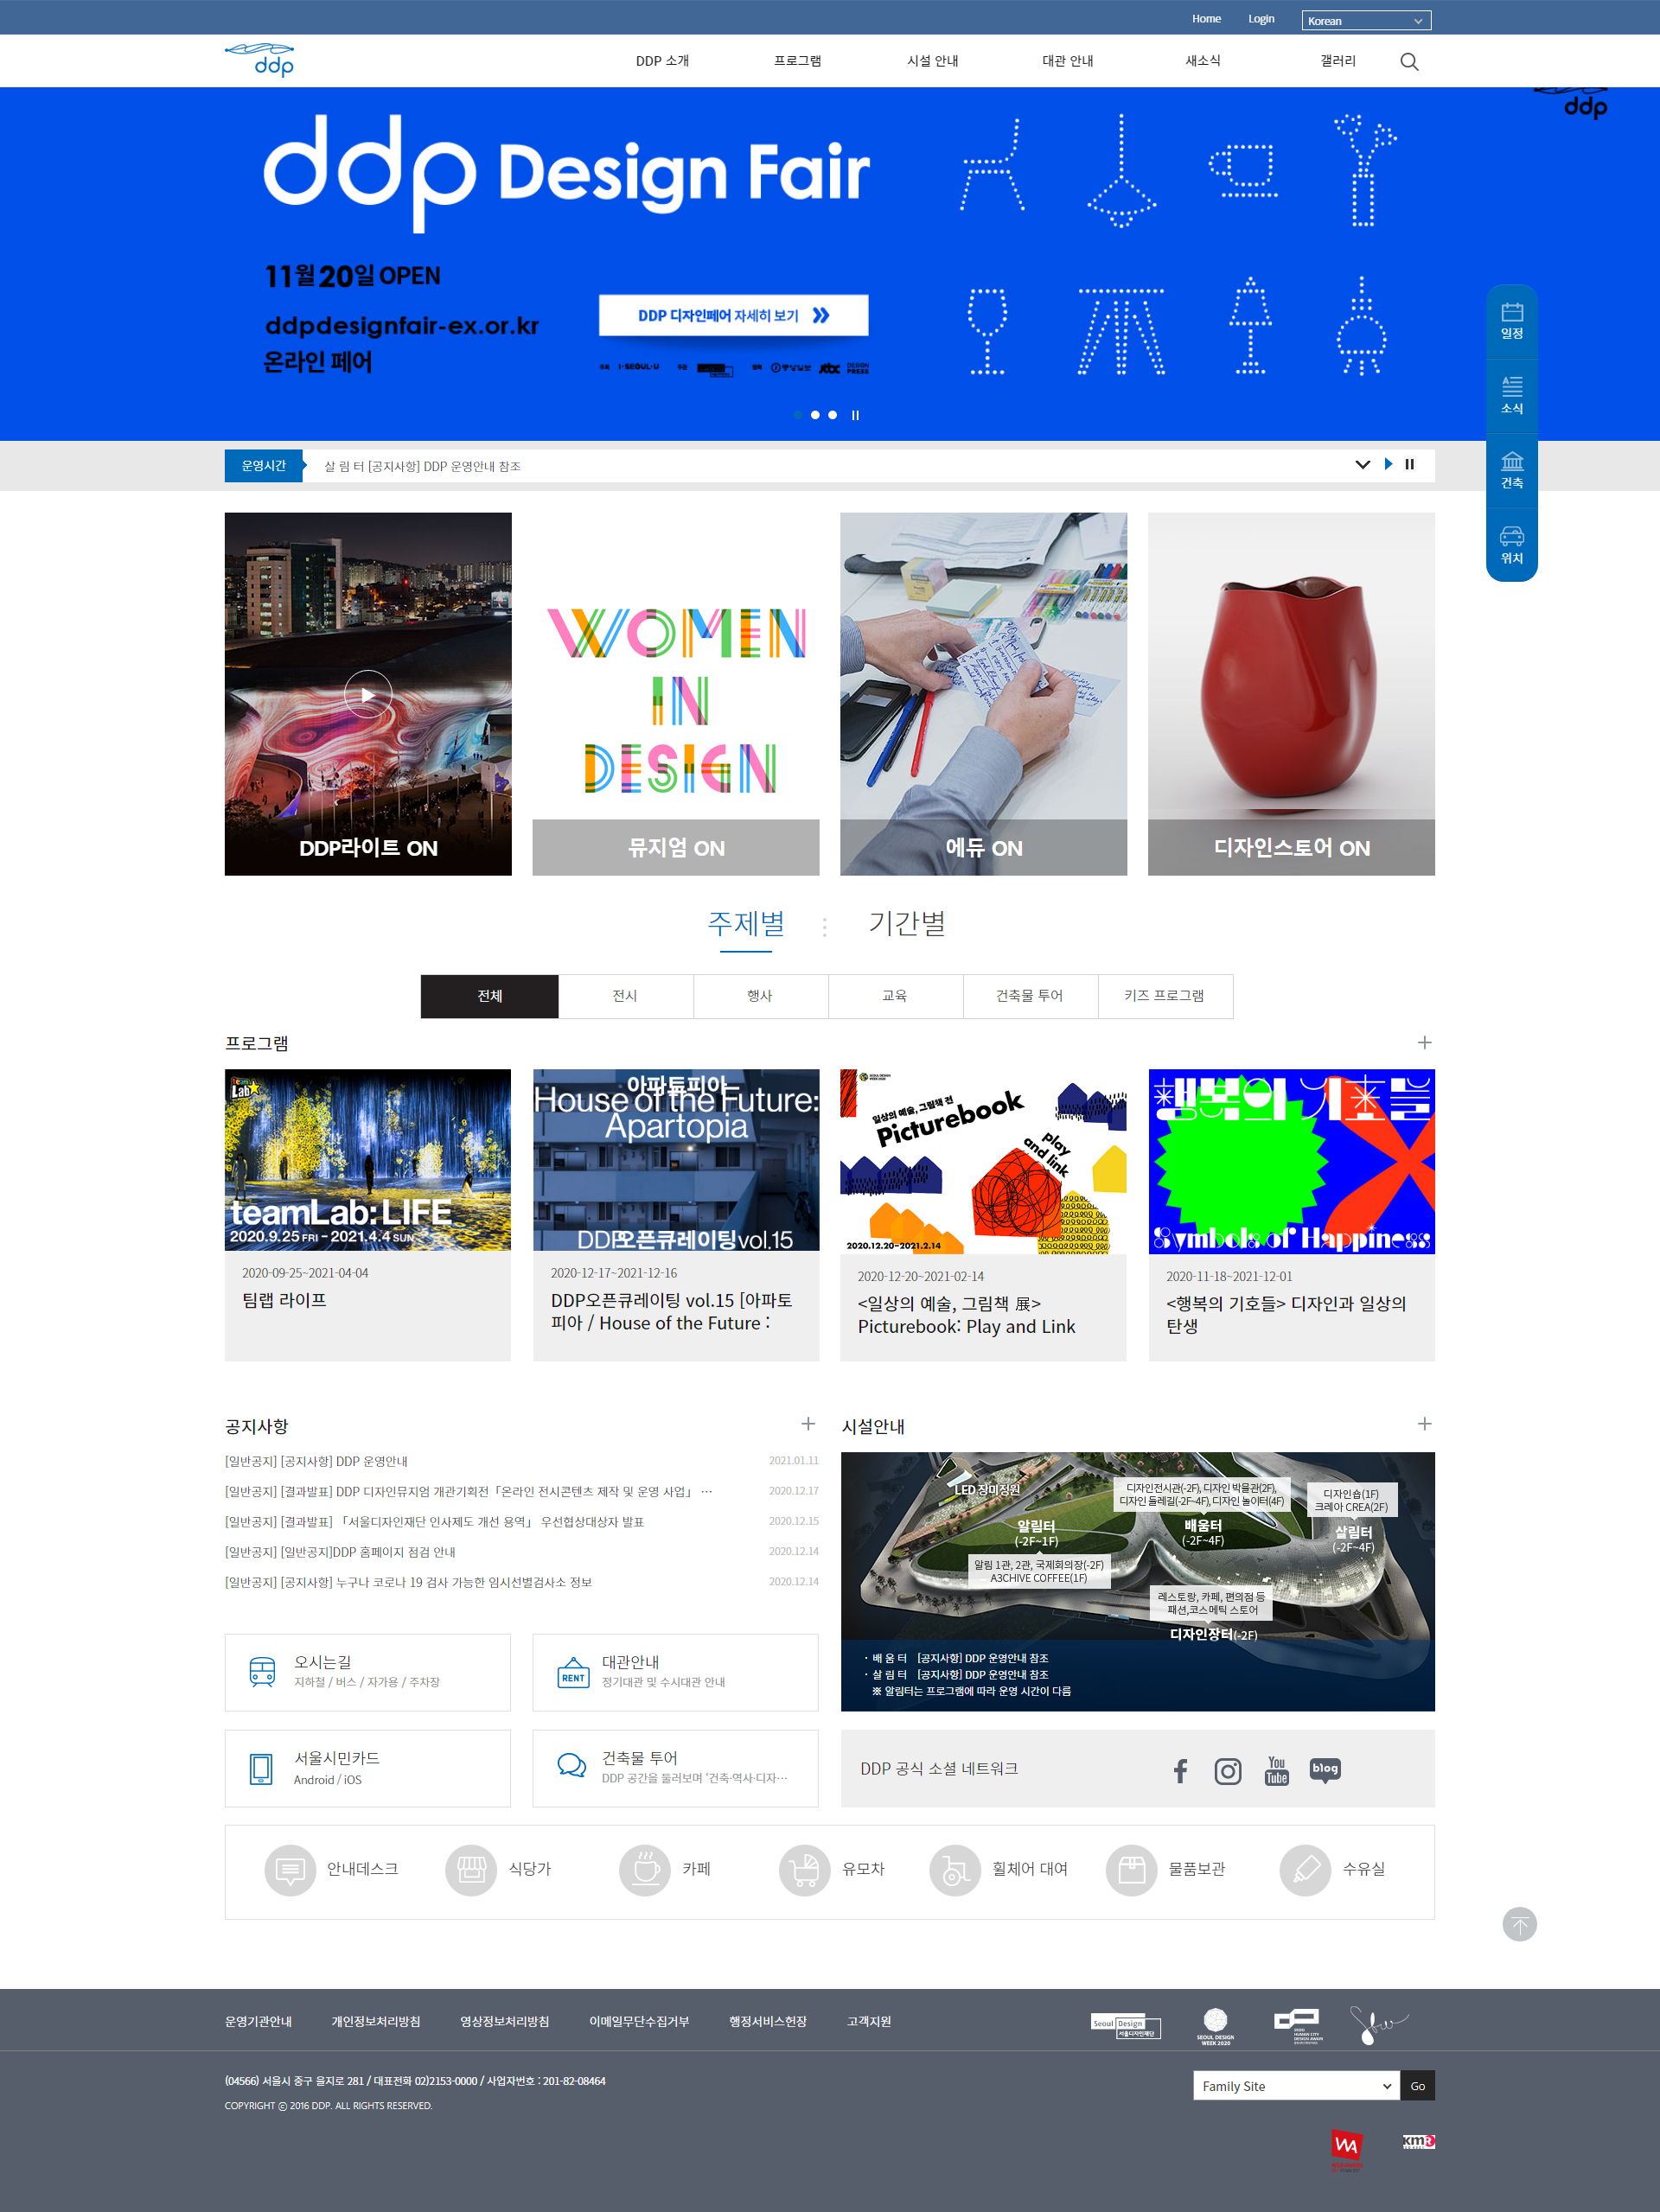 Home
Login
Korean
ddp
DDP 소개
프로그램
시설 안내
대관 안내
새소식
갤러리
ddp
ddp Design Fair
11월 20일 OPEN
ddpdesignfair-ex.or.kr
온라인 페어
DDP 디자인페어 자세히 보기
주최 I·SEOUL·U 주관 협력 중앙일보 jtbc DESIGN PRESS
일정
소식
건축
위치
운영시간
살 림 터 [공지사항] DDP 운영안내 참조
WOMEN
IN
DESIGN
DDP라이트 ON
뮤지엄 ON
에듀 ON
디자인스토어 ON
주제별
기간별
전체
전시
행사
교육
건축물 투어
키즈 프로그램
프로그램
teamLab
teamLab: LIFE
2020.9.25 FRI - 2021.4.4 SUN
2020-09-25~2021-04-04
팀랩 라이프
아파트피아
House of the Future:
Apartopia
DDP오픈큐레이팅vol.15
2020-12-17~2021-12-16
DDP오픈큐레이팅 vol.15 [아파토
피아 / House of the Future :
SEOUL DESIGN WEEK 2020
일상의 예술, 그림책 전
Picturebook
play
and link
2020.12.20-2021.2.14
2020-12-20~2021-02-14
<일상의 예술, 그림책 展>
Picturebook: Play and Link
행복의 기호들
Symbols of Happiness
2020-11-18~2021-12-01
<행복의 기호들> 디자인과 일상의
탄생
공지사항
[일반공지] [공지사항] DDP 운영안내
2021.01.11
[일반공지] [결과발표] DDP 디자인뮤지엄 개관기획전「온라인 전시콘텐츠 제작 및 운영 사업」 …
2020.12.17
[일반공지] [결과발표] 「서울디자인재단 인사제도 개선 용역」 우선협상대상자 발표
2020.12.15
[일반공지] [일반공지]DDP 홈페이지 점검 안내
2020.12.14
[일반공지] [공지사항] 누구나 코로나 19 검사 가능한 임시선별검사소 정보
2020.12.14
시설안내
LED 장미정원
디자인전시관(-2F), 디자인 박물관(2F),
디자인 둘레길(-2F~4F), 디자인 놀이터(4F)
디자인숍(1F)
크레아 CREA(2F)
알림터
(-2F~1F)
배움터
(-2F~4F)
살림터
(-2F~4F)
알림 1관, 2관, 국제회의장(-2F)
A3CHIVE COFFEE(1F)
레스토랑, 카페, 편의점 등
패션,코스메틱 스토어
디자인장터(-2F)
· 배 움 터 [공지사항] DDP 운영안내 참조
· 살 림 터 [공지사항] DDP 운영안내 참조
※ 알림터는 프로그램에 따라 운영 시간이 다름
오시는길
지하철 / 버스 / 자가용 / 주차장
RENT
대관안내
정기대관 및 수시대관 안내
서울시민카드
Android / iOS
건축물 투어
DDP 공간을 둘러보며 '건축·역사·디자…
DDP 공식 소셜 네트워크
You Tube
blog
안내데스크
식당가
카페
유모차
휠체어 대여
물품보관
수유실
운영기관안내
개인정보처리방침
영상정보처리방침
이메일무단수집거부
행정서비스헌장
고객지원
Seoul Design
서울디자인재단
SEOUL DESIGN
WEEK 2020
(04566) 서울시 중구 을지로 281 / 대표전화 02)2153-0000 / 사업자번호 : 201-82-08464
COPYRIGHT ⓒ 2016 DDP. ALL RIGHTS RESERVED.
Family Site
Go
WA
KMR